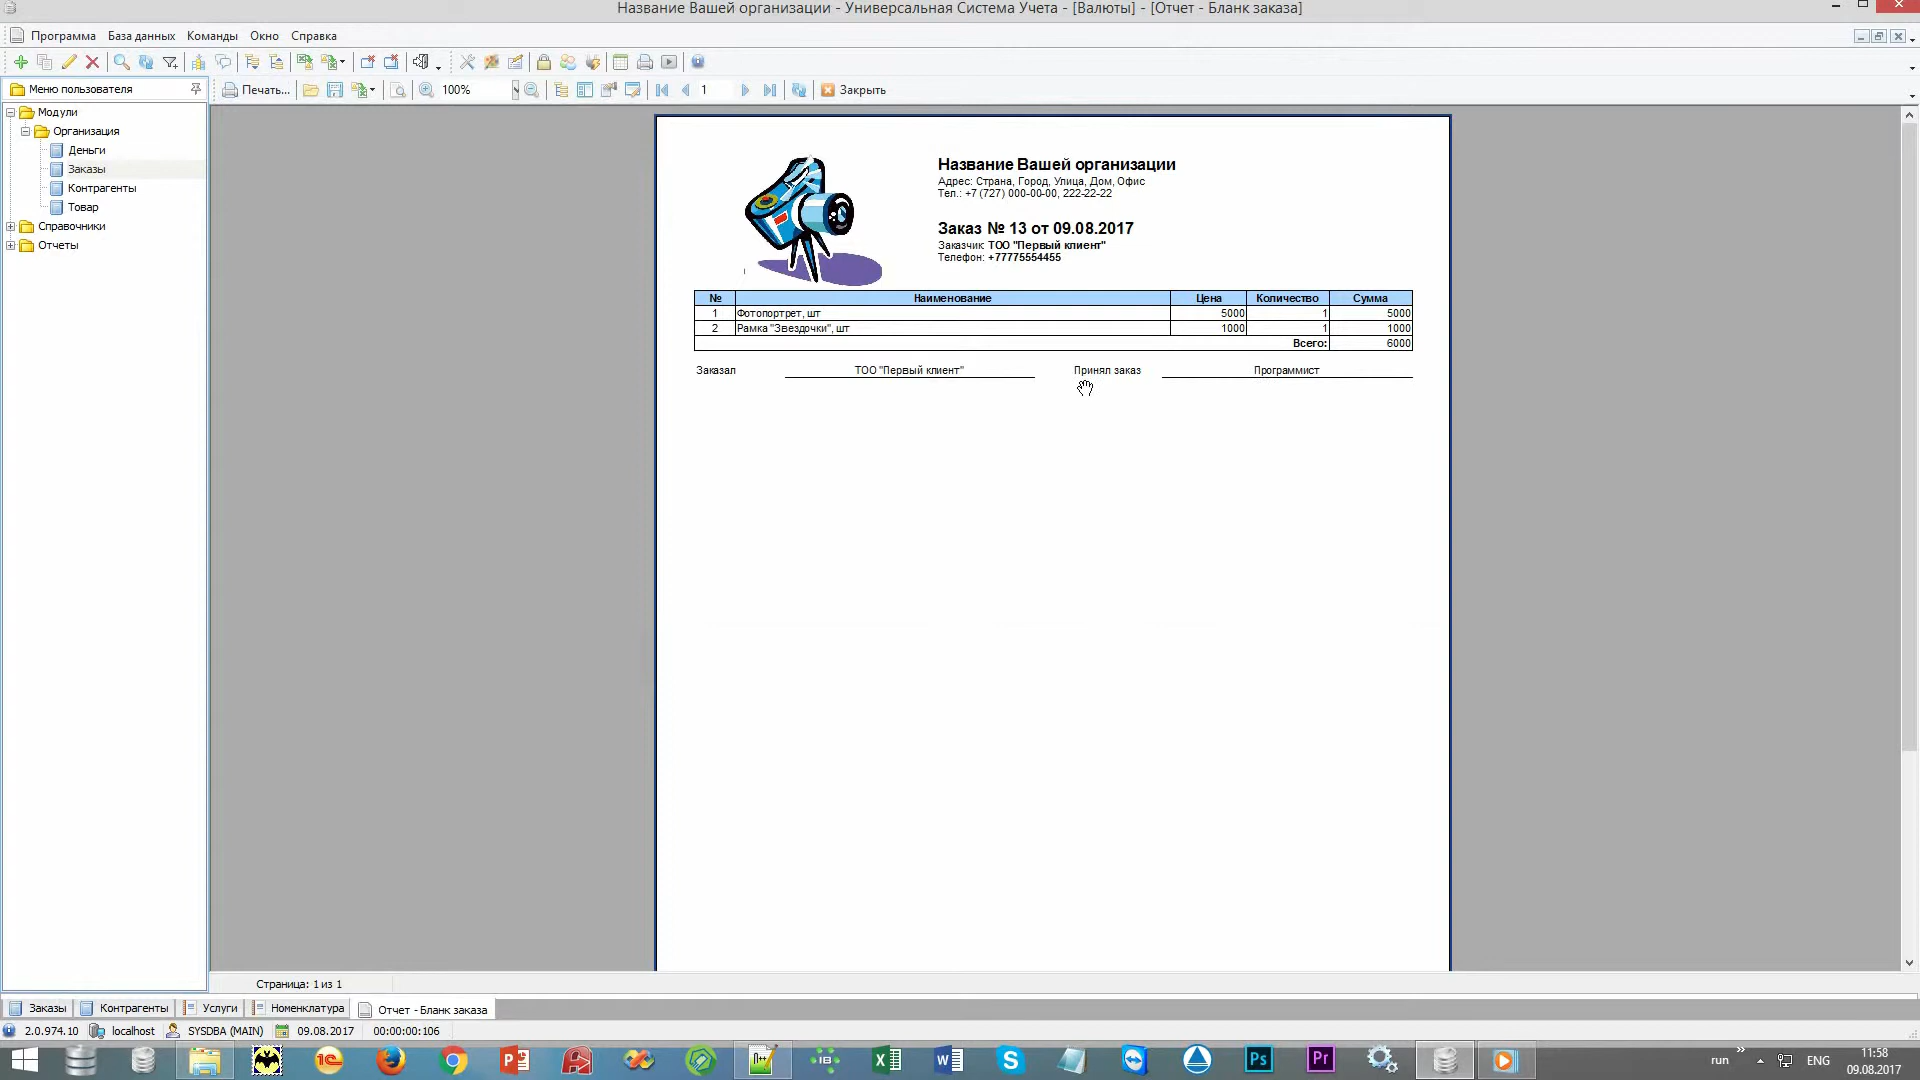 Название Вашей организации - Универсальная Система Учета - [Валюты] - [Отчет - Бланк заказа]
Программа База данных Команды Окно Справка
Меню пользователя
Печать... 100% 1 Закрыть
Модули
Организация
Деньги
Заказы
Контрагенты
Товар
Справочники
Отчеты
Название Вашей организации
Адрес: Страна, Город, Улица, Дом, Офис
Тел.: +7 (727) 000-00-00, 222-22-22
Заказ № 13 от 09.08.2017
Заказчик: ТОО "Первый клиент"
Телефон: +77775554455
№ Наименование Цена Количество Сумма
1 Фотопортрет, шт 5000 1 5000
2 Рамка "Звездочки", шт 1000 1 1000
Всего: 6000
Заказал ТОО "Первый клиент" Принял заказ Программист
Страница: 1 из 1
Заказы Контрагенты Услуги Номенклатура Отчет - Бланк заказа
2.0.974.10 localhost SYSDBA (MAIN) 09.08.2017 00:00:00:106
run ENG 11:58
09.08.2017